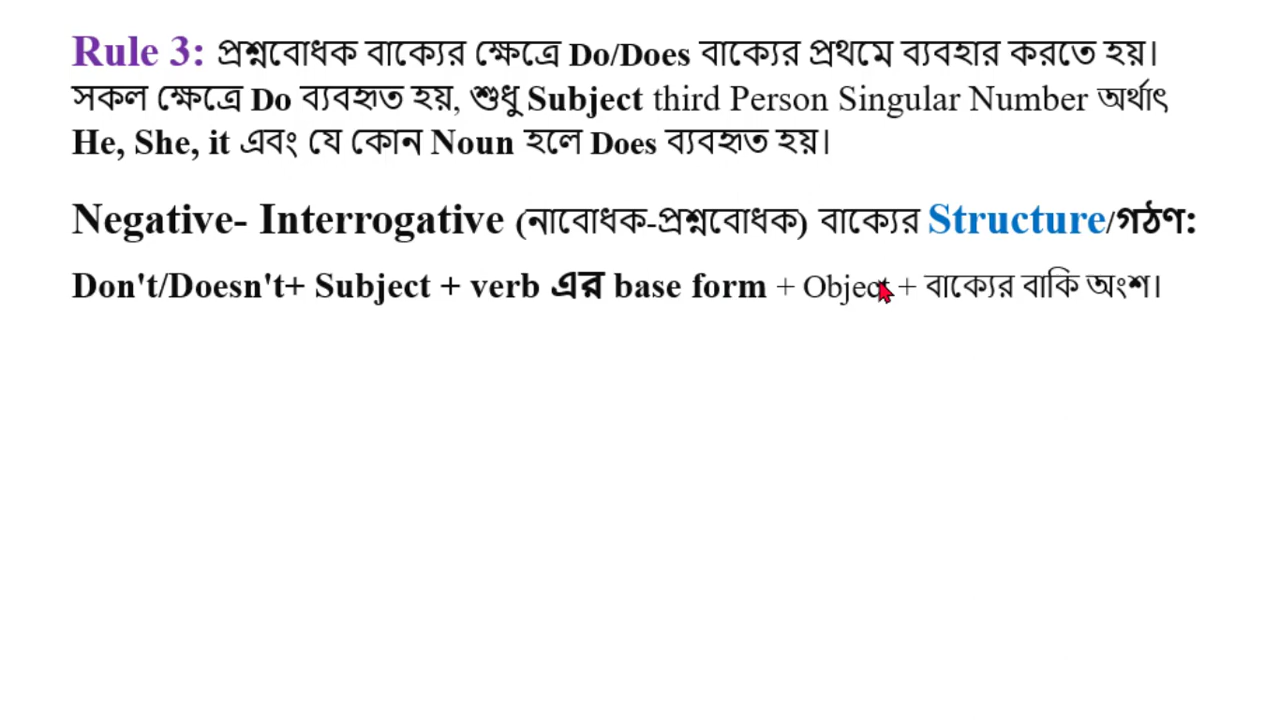 Rule 3: প্রশ্নবোধক বাক্যের ক্ষেত্রে Do/Does বাক্যের প্রথমে ব্যবহার করতে হয়।
সকল ক্ষেত্রে Do ব্যবহৃত হয়, শুধু Subject third Person Singular Number অর্থাৎ
He, She, it এবং যে কোন Noun হলে Does ব্যবহৃত হয়।
Negative- Interrogative (নাবোধক-প্রশ্নবোধক) বাক্যের Structure/গঠণ:
Don't/Doesn't+ Subject + verb এর base form + Object + বাক্যের বাকি অংশ।